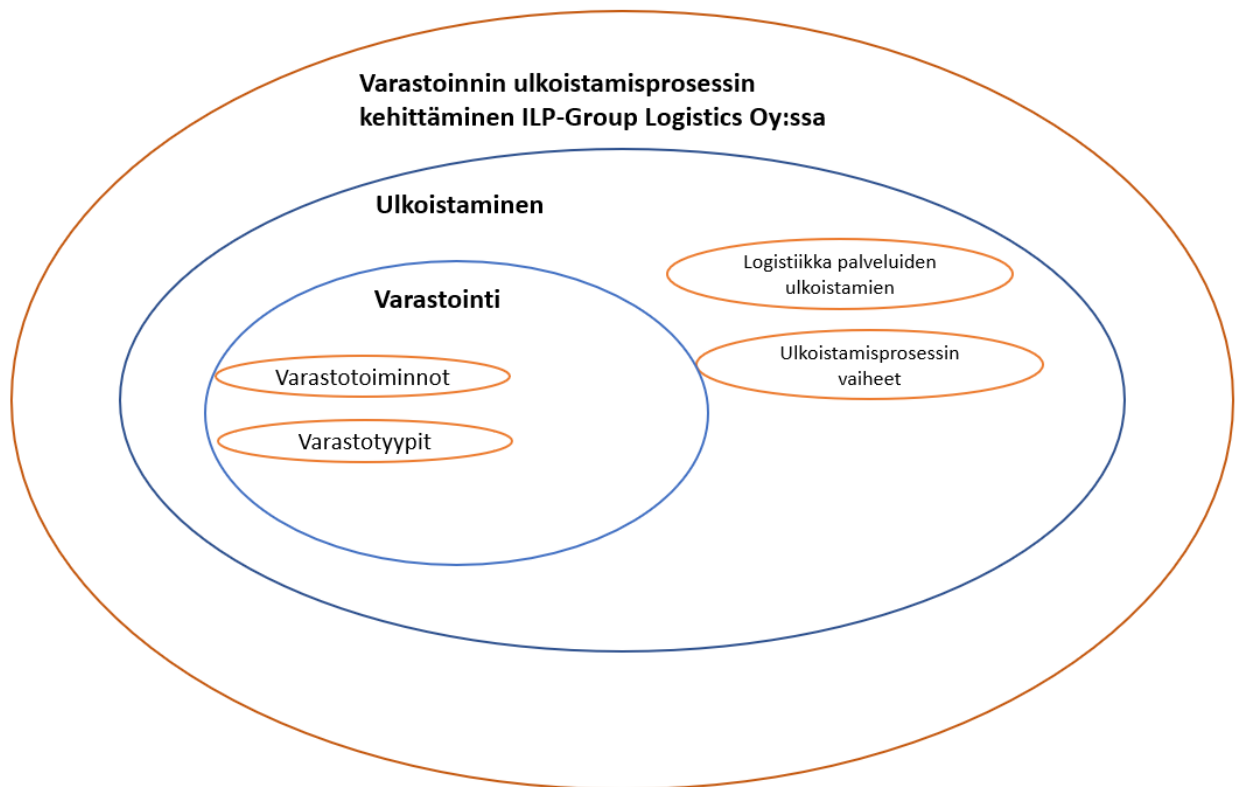 Varastoinnin ulkoistamisprosessin
kehittäminen ILP-Group Logistics Oy:ssa
Ulkoistaminen
Logistiikka palveluiden
ulkoistamien
Varastointi
Ulkoistamisprosessin
vaiheet
Varastotoiminnot
Varastotyypit